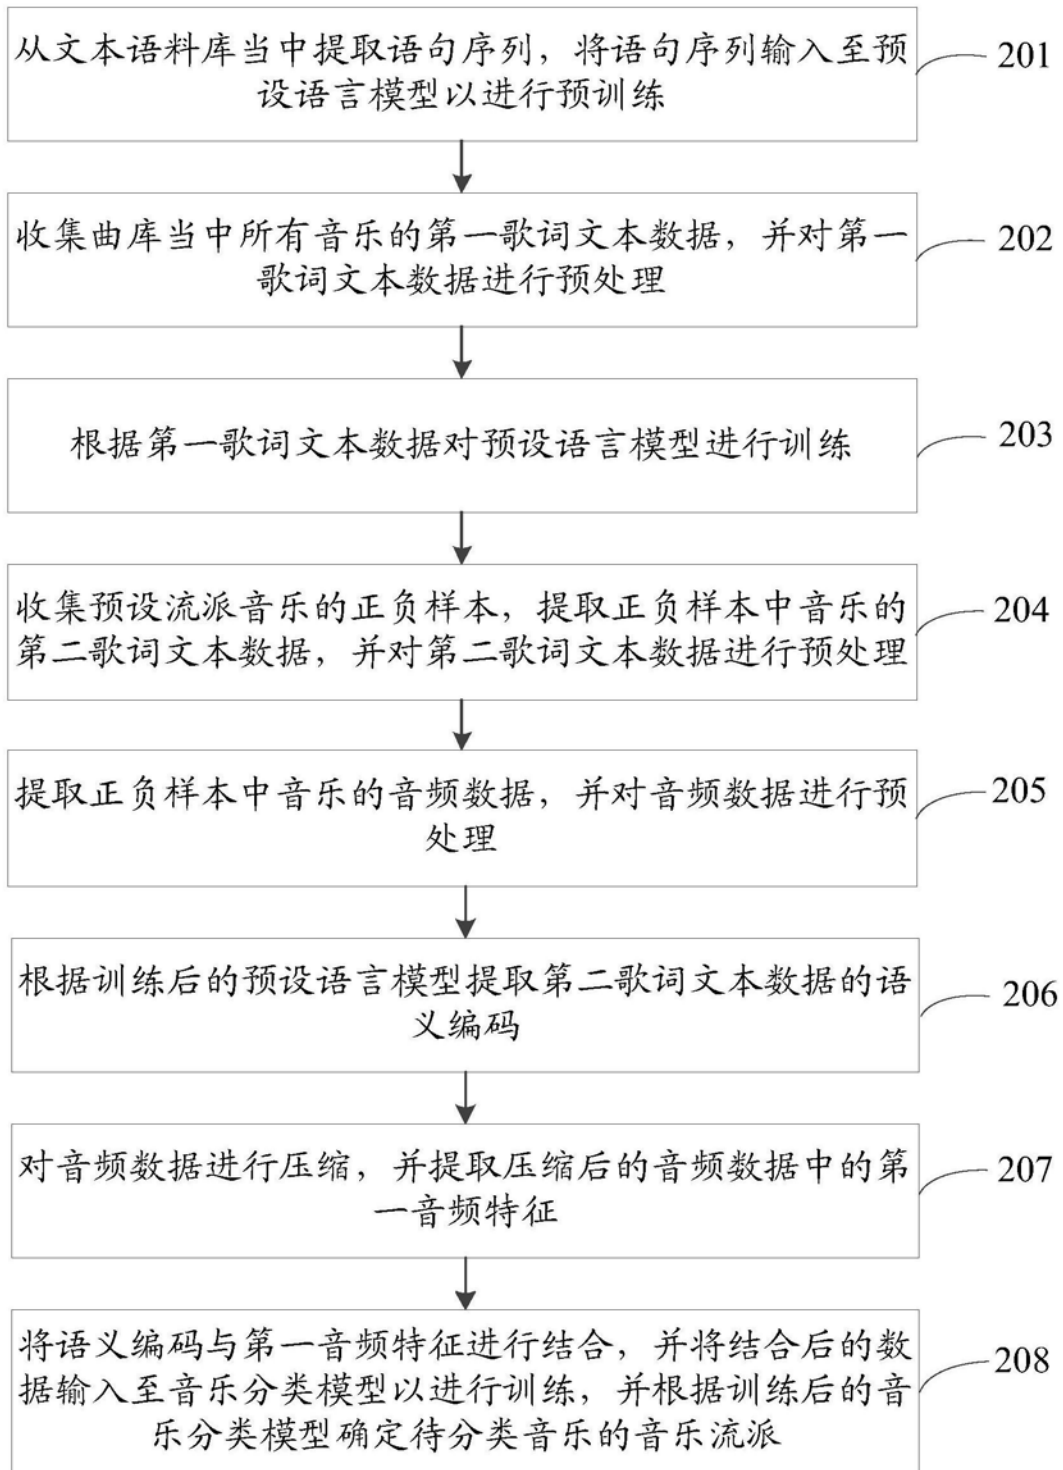 从文本语料库当中提取语句序列，将语句序列输入至预
设语言模型以进行预训练
201
收集曲库当中所有音乐的第一歌词文本数据，并对第一
歌词文本数据进行预处理
202
根据第一歌词文本数据对预设语言模型进行训练
203
收集预设流派音乐的正负样本，提取正负样本中音乐的
第二歌词文本数据，并对第二歌词文本数据进行预处理
204
提取正负样本中音乐的音频数据，并对音频数据进行预
处理
205
根据训练后的预设语言模型提取第二歌词文本数据的语
义编码
206
对音频数据进行压缩，并提取压缩后的音频数据中的第
一音频特征
207
将语义编码与第一音频特征进行结合，并将结合后的数
据输入至音乐分类模型以进行训练，并根据训练后的音
乐分类模型确定待分类音乐的音乐流派
208